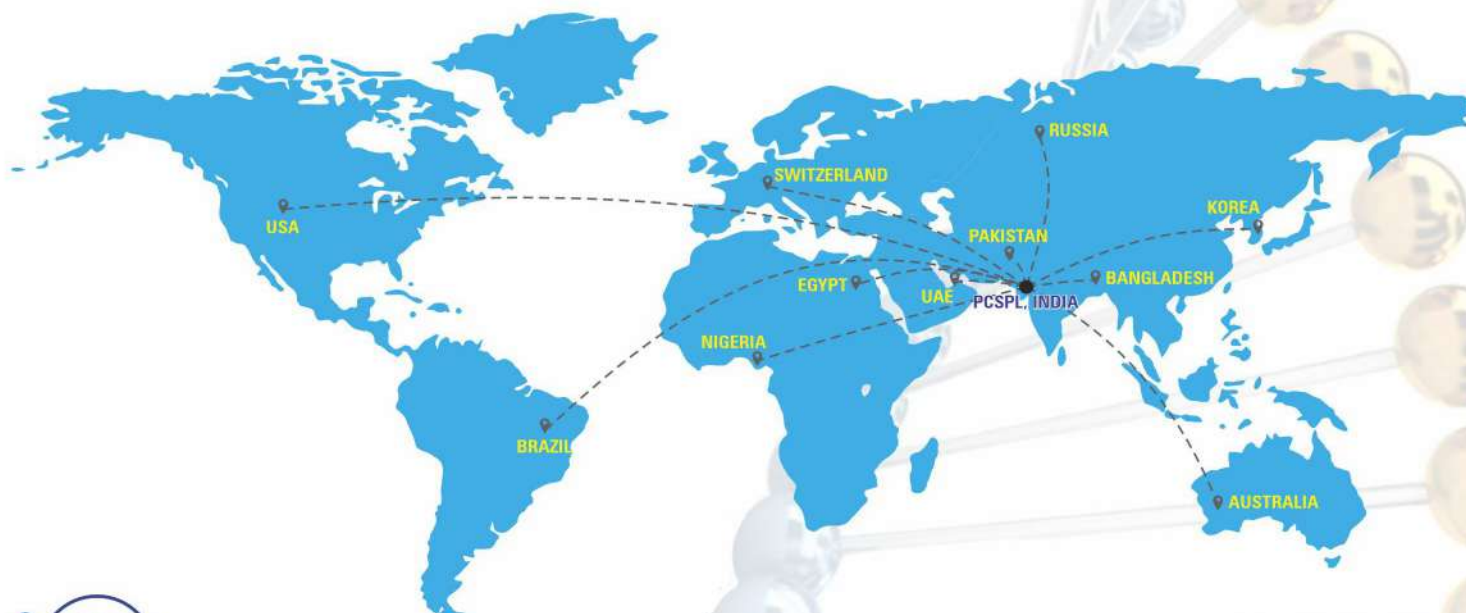 RUSSIA
SWITZERLAND
USA
KOREA
PAKISTAN
EGYPT
UAE
BANGLADESH
PCSPL, INDIA
NIGERIA
BRAZIL
AUSTRALIA